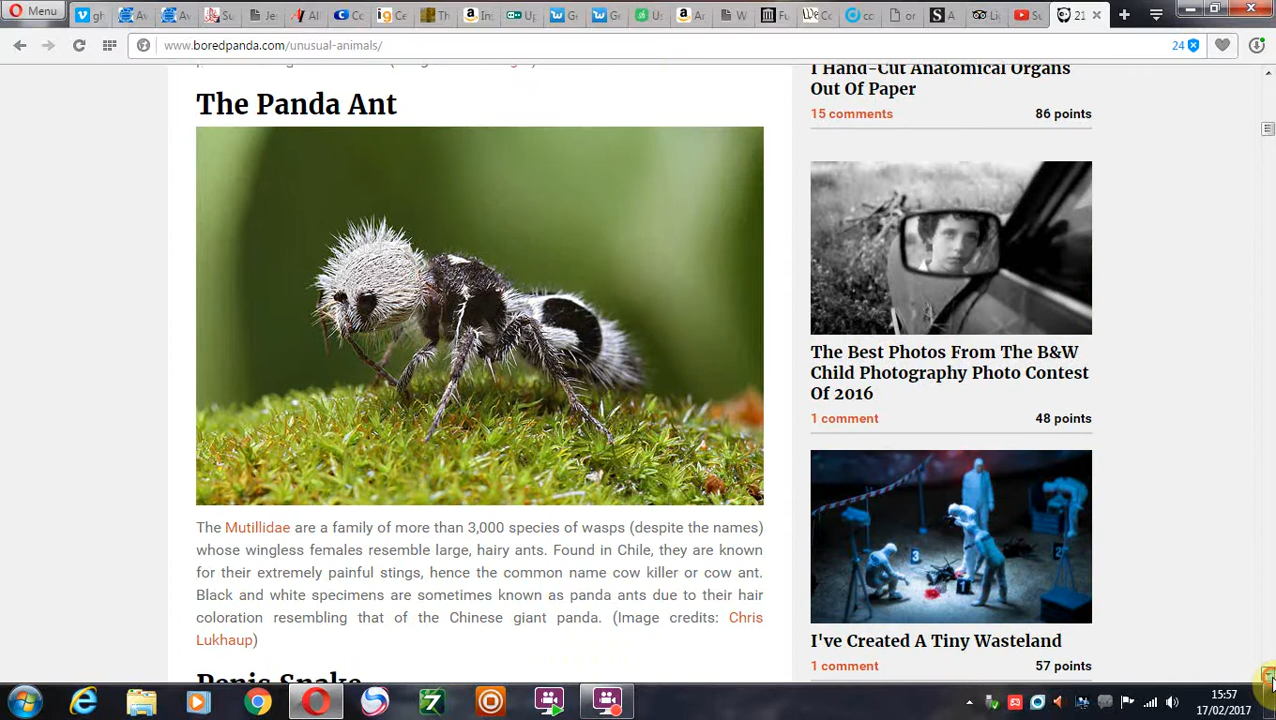 Menu
www.boredpanda.com/unusual-animals/
24
The Panda Ant
The Mutillidae are a family of more than 3,000 species of wasps (despite the names)
whose wingless females resemble large, hairy ants. Found in Chile, they are known
for their extremely painful stings, hence the common name cow killer or cow ant.
Black and white specimens are sometimes known as panda ants due to their hair
coloration resembling that of the Chinese giant panda. (Image credits: Chris
Lukhaup)
Penis Snake
I Hand-Cut Anatomical Organs
Out Of Paper
15 comments 86 points
The Best Photos From The B&W
Child Photography Photo Contest
Of 2016
1 comment 48 points
I've Created A Tiny Wasteland
1 comment 57 points
15:57
17/02/2017